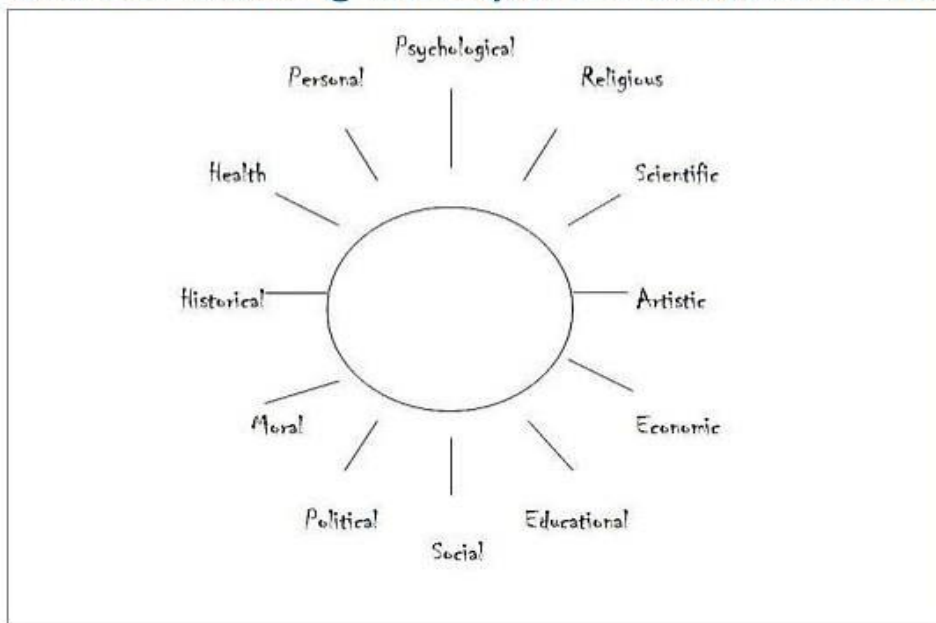 Psychological
Personal
Religious
Health
Scientific
Historical
Artistic
Moral
Economic
Political
Educational
Social